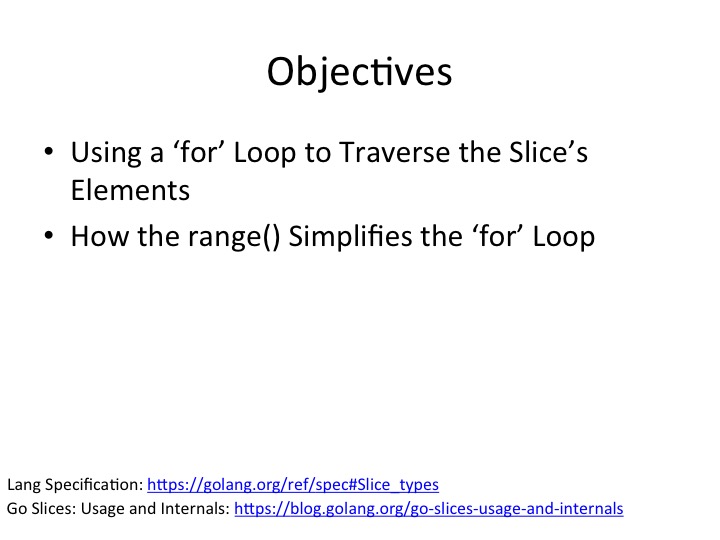 Objectives
• Using a ‘for’ Loop to Traverse the Slice’s
Elements
• How the range() Simplifies the ‘for’ Loop
Lang Specification: https://golang.org/ref/spec#Slice_types
Go Slices: Usage and Internals: https://blog.golang.org/go-slices-usage-and-internals